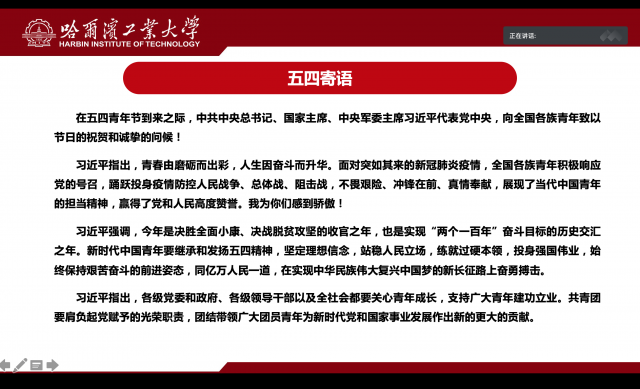 哈爾濱工業大學
HARBIN INSTITUTE OF TECHNOLOGY
正在讲话:
五四寄语
在五四青年节到来之际，中共中央总书记、国家主席、中央军委主席习近平代表党中央，向全国各族青年致以
节日的祝贺和诚挚的问候！
习近平指出，青春由磨砺而出彩，人生因奋斗而升华。面对突如其来的新冠肺炎疫情，全国各族青年积极响应
党的号召，踊跃投身疫情防控人民战争、总体战、阻击战，不畏艰险、冲锋在前、真情奉献，展现了当代中国青年
的担当精神，赢得了党和人民高度赞誉。我为你们感到骄傲！
习近平强调，今年是决胜全面小康、决战脱贫攻坚的收官之年，也是实现“两个一百年”奋斗目标的历史交汇
之年。新时代中国青年要继承和发扬五四精神，坚定理想信念，站稳人民立场，练就过硬本领，投身强国伟业，始
终保持艰苦奋斗的前进姿态，同亿万人民一道，在实现中华民族伟大复兴中国梦的新长征路上奋勇搏击。
习近平指出，各级党委和政府、各级领导干部以及全社会都要关心青年成长，支持广大青年建功立业。共青团
要肩负起党赋予的光荣职责，团结带领广大团员青年为新时代党和国家事业发展作出新的更大的贡献。